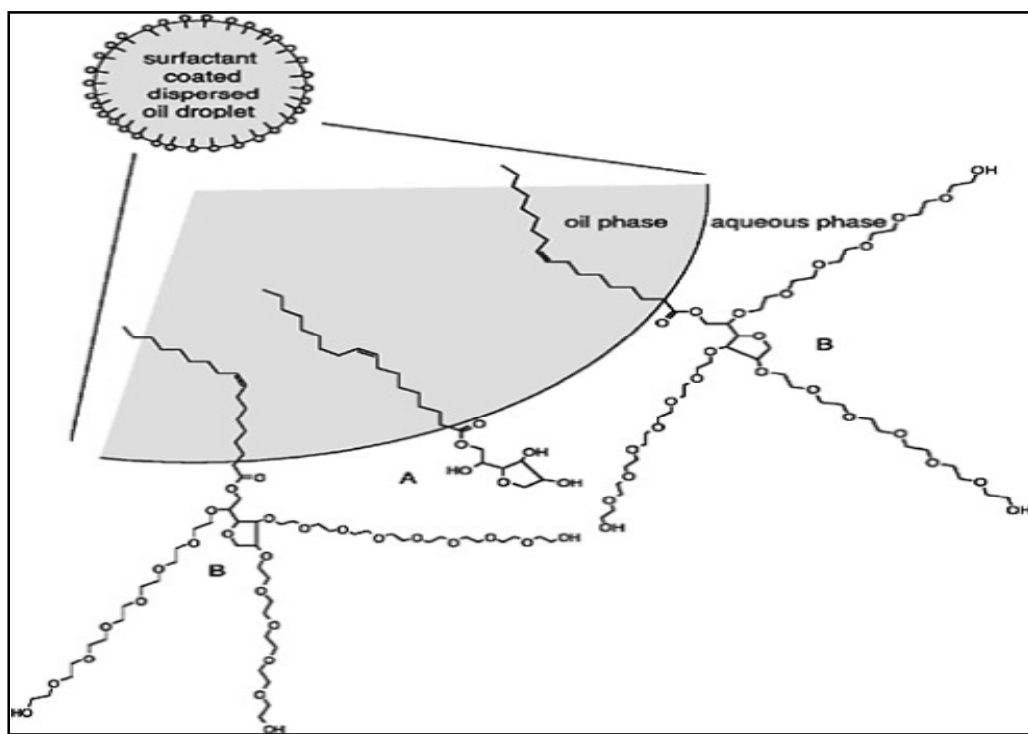 surfactant
coated
dispersed
oil droplet
OH
oil phase
aqueous phase
B
A
OH
HO
OH
OH
OH
OH
B
HO
OH